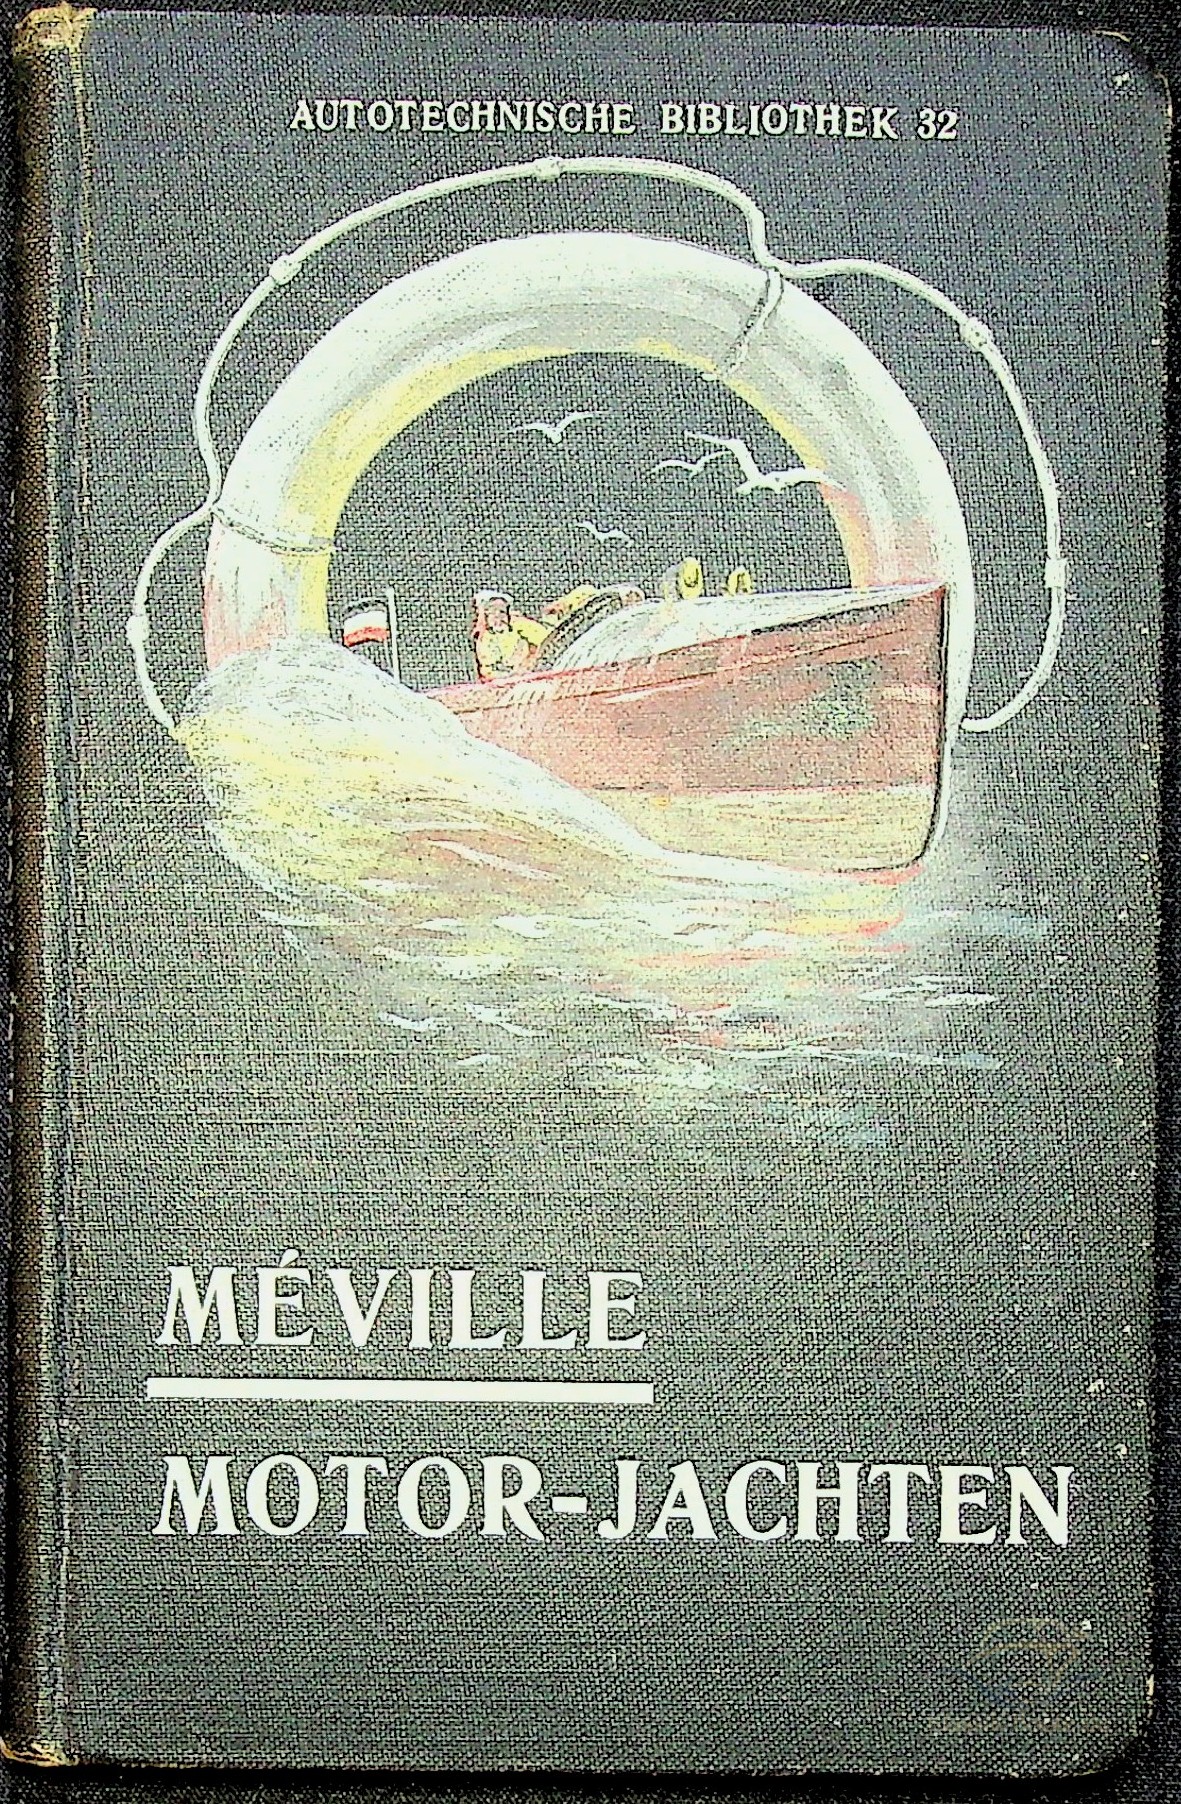 AUTOTECHNISCHE BIBLIOTHEK 32
MÉVILLE
MOTOR-JACHTEN